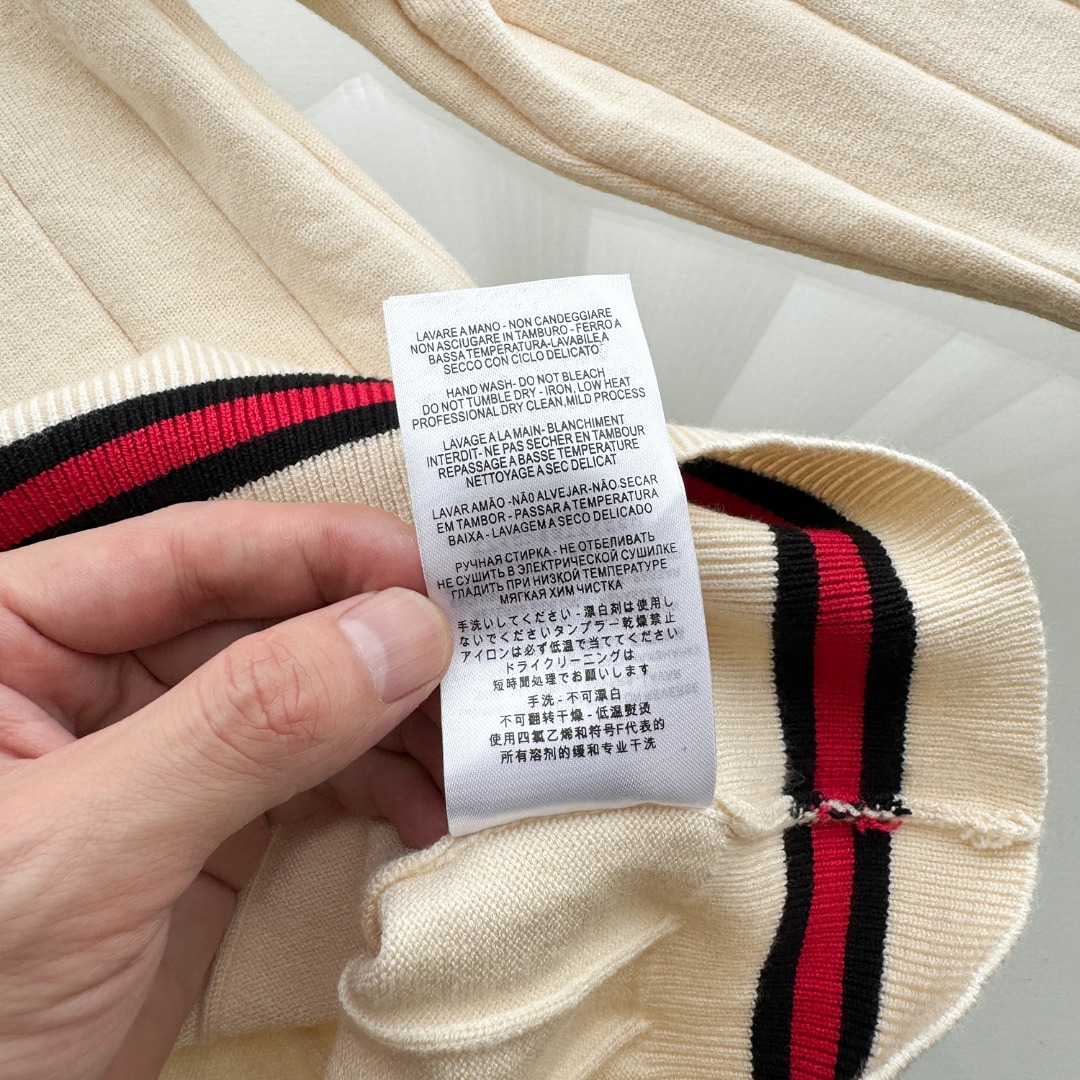 LAVARE A MANO - NON CANDEGGIARE
NON ASCIUGARE IN TAMBURO - FERRO A
BASSA TEMPERATURA-LAVABILE A
SECCO CON CICLO DELICATO
HAND WASH- DO NOT BLEACH
DO NOT TUMBLE DRY - IRON, LOW HEAT
PROFESSIONAL DRY CLEAN,MILD PROCESS
LAVAGE A LA MAIN- BLANCHIMENT
INTERDIT- NE PAS SECHER EN TAMBOUR
REPASSAGE A BASSE TEMPERATURE
NETTOYAGE A SEC DELICAT
LAVAR AMÃO -NÃ0 ALVEJAR-NÃO.SECAR
EM TAMBOR - PASSAR A TEMPERATURA
BAIXA - LAVAGEM A SECO DELICADO
РУЧНАЯ СТИРКА - НЕ ОТБЕЛИВАТЬ
НЕ СУШИТЬ В ЭЛЕКТРИЧЕСКОЙ СУШИЛКЕ
ГЛАДИТЬ ПРИ НИЗКОЙ ТЕМПЕРАТУРЕ
МЯГКАЯ ХИМ ЧИСТКА
手洗いしてください - 漂白剤は使用し
ないでくださいタンブラー乾燥禁止
アイロンは必ず低温で当ててください
ドライクリーニングは
短時間処理でお願いします
手洗 - 不可漂白
不可翻转干燥 - 低温熨烫
使用四氯乙烯和符号F代表的
所有溶剂的缓和专业干洗